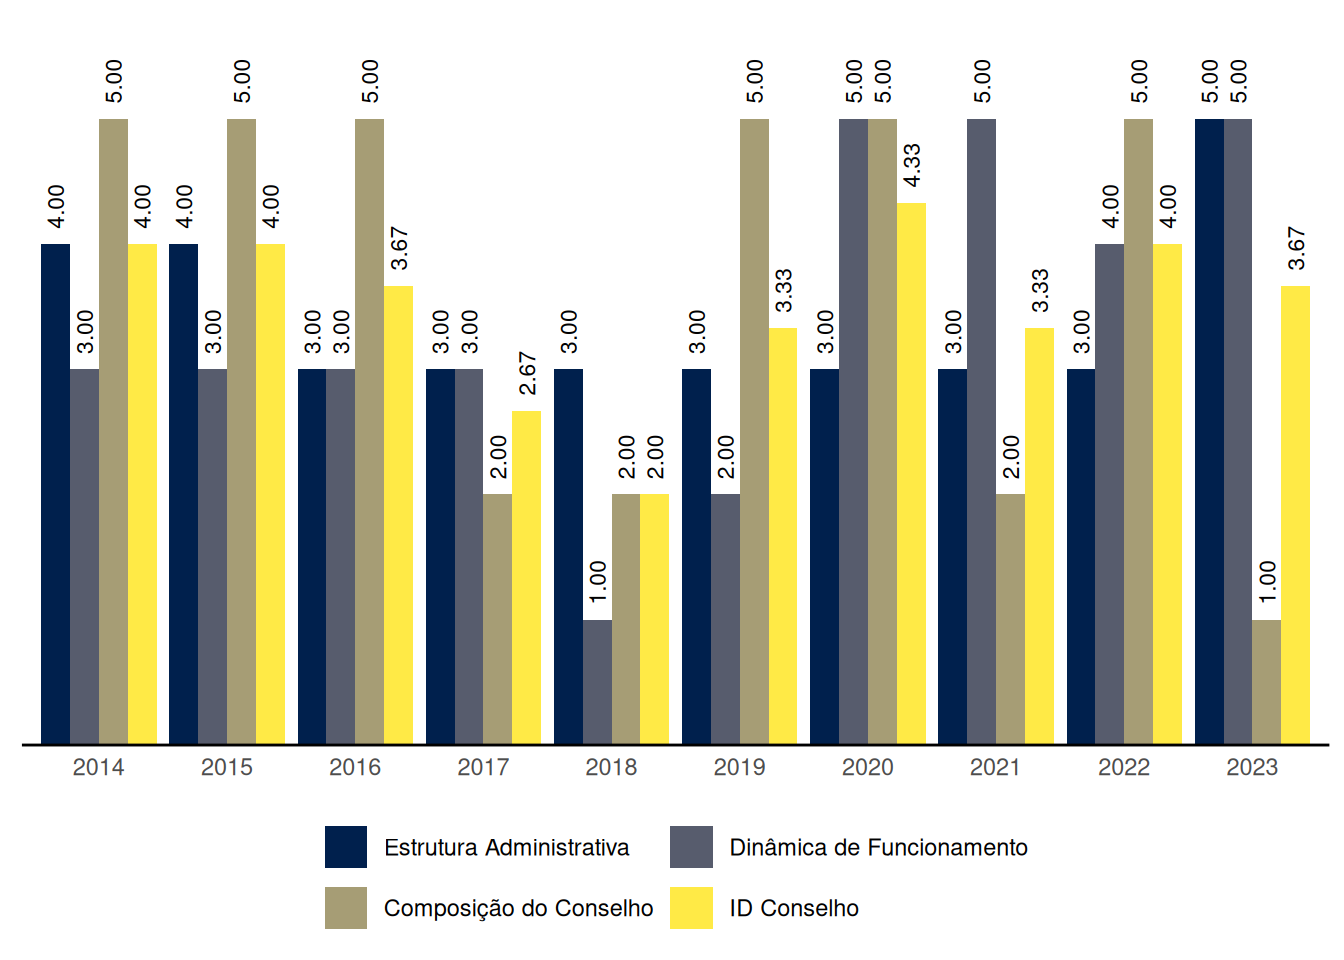 5.00 5.00 5.00 5.00 5.00 5.00 5.00 5.00 5.00 5.00
4.33
4.00 4.00 4.00 4.00 4.00 4.00
3.67 3.67
3.33 3.33
3.00 3.00 3.00 3.00 3.00 3.00 3.00 3.00 3.00 3.00 3.00
2.67
2.00 2.00 2.00 2.00 2.00
1.00 1.00
2014 2015 2016 2017 2018 2019 2020 2021 2022 2023
Estrutura Administrativa Dinâmica de Funcionamento
Composição do Conselho ID Conselho